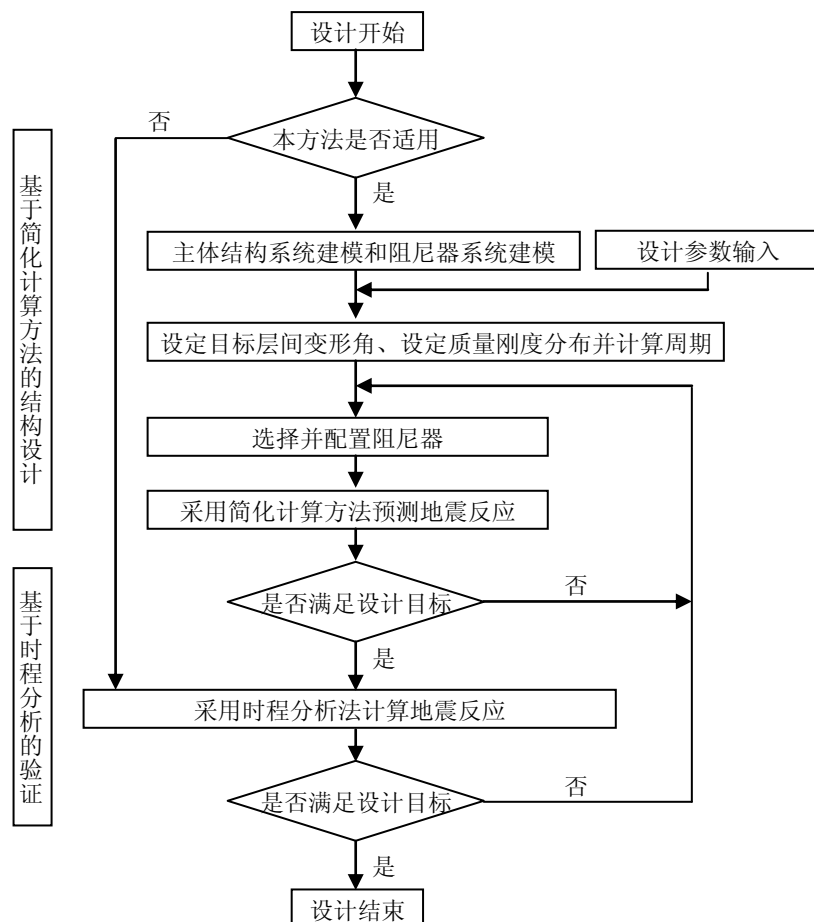 设计开始
否
本方法是否适用
是
基于简化计算方法的结构设计
主体结构系统建模和阻尼器系统建模
设计参数输入
设定目标层间变形角、设定质量刚度分布并计算周期
选择并配置阻尼器
采用简化计算方法预测地震反应
是否满足设计目标
否
是
基于时程分析的验证
采用时程分析法计算地震反应
是否满足设计目标
否
是
设计结束